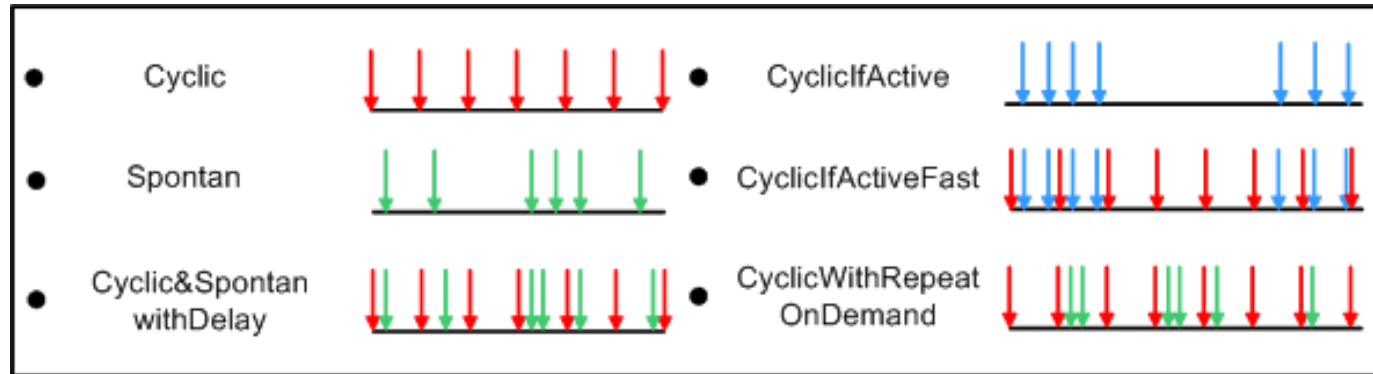 Cyclic
CyclicIfActive
Spontan
CyclicIfActiveFast
Cyclic&Spontan
withDelay
CyclicWithRepeat
OnDemand